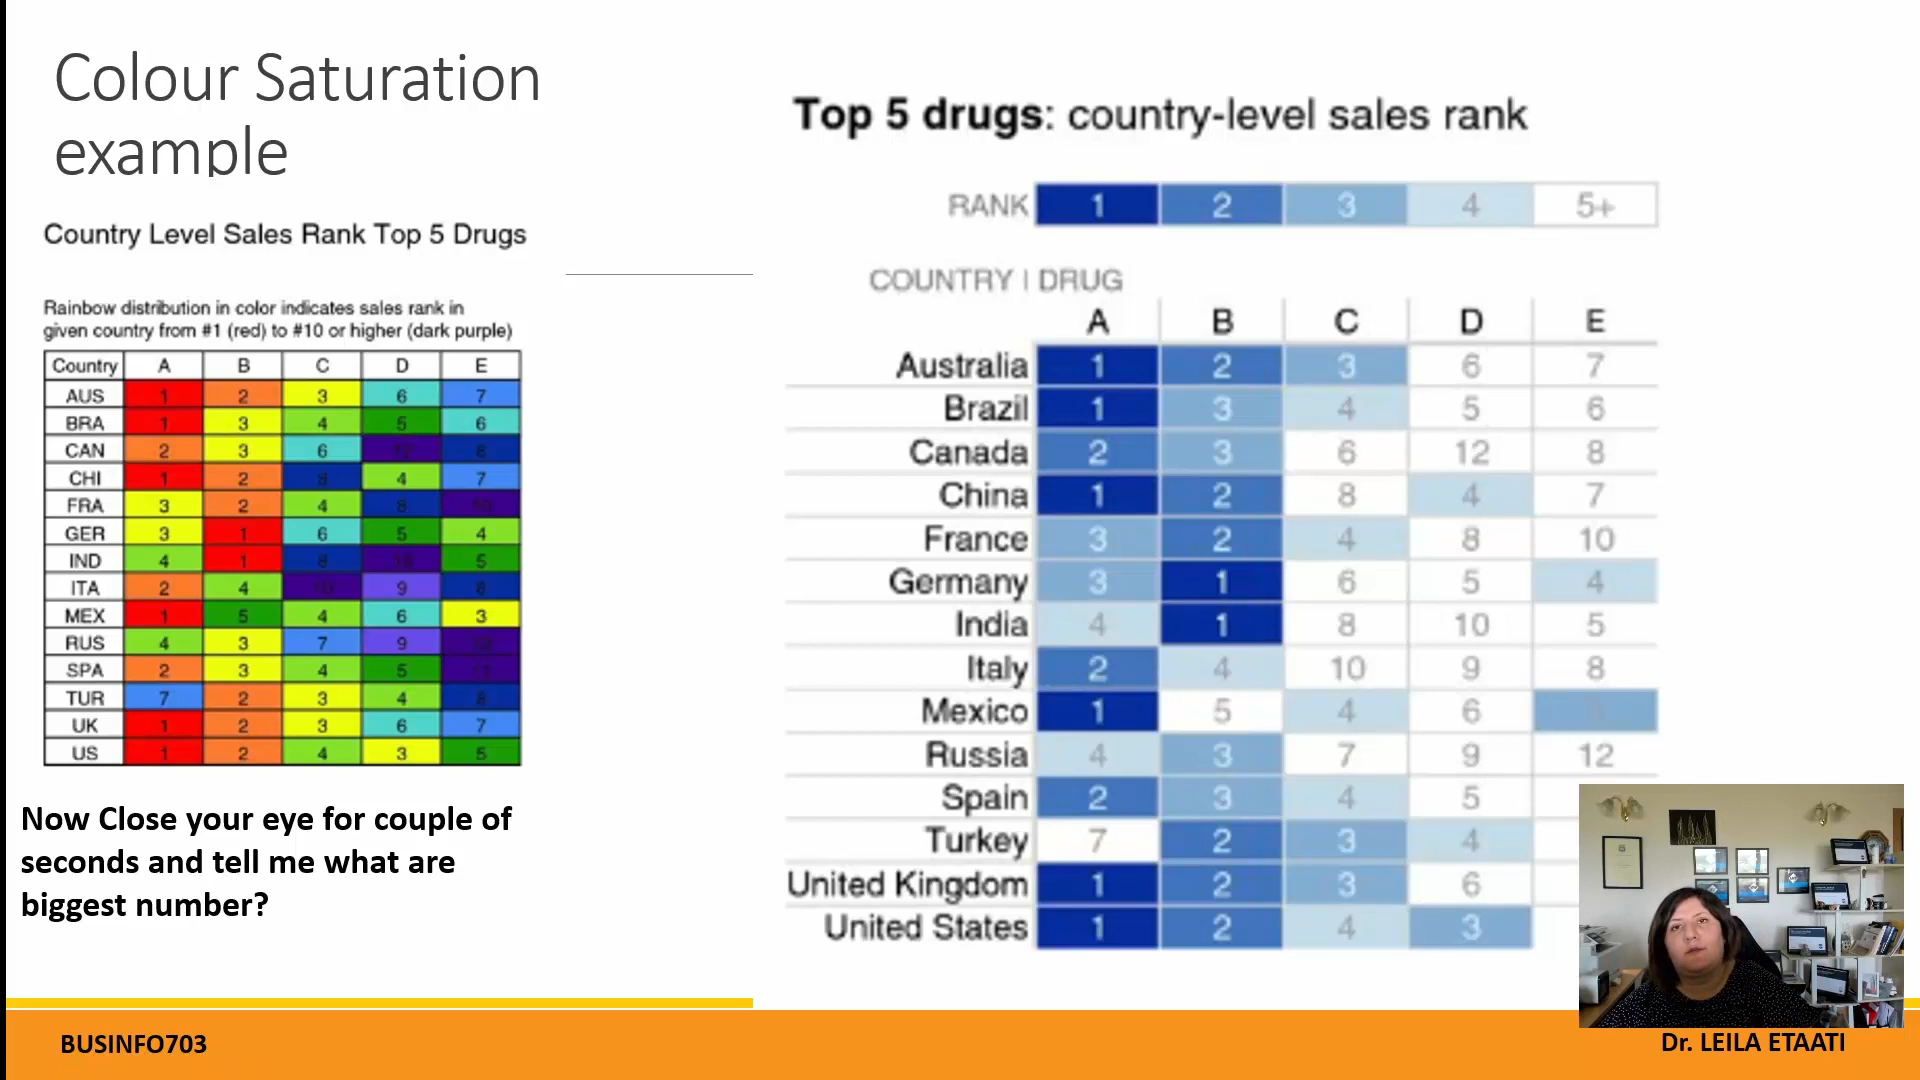 Colour Saturation
example
Country Level Sales Rank Top 5 Drugs
Rainbow distribution in color indicates sales rank in
given country from #1 (red) to #10 or higher (dark purple)
Country A B C D E
AUS 1 2 3 6 7
BRA 1 3 4 5 6
CAN 2 3 6 12 8
CHI 1 2 8 4 7
FRA 3 2 4 8 10
GER 3 1 6 5 4
IND 4 1 8 10 5
ITA 2 4 10 9 8
MEX 1 5 4 6 3
RUS 4 3 7 9 12
SPA 2 3 4 5
TUR 7 2 3 4 8
UK 1 2 3 6 7
US 1 2 4 3 5
Now Close your eye for couple of
seconds and tell me what are
biggest number?
Top 5 drugs: country-level sales rank
RANK 1 2 3 4 5+
COUNTRY | DRUG
A B C D E
Australia 1 2 3 6 7
Brazil 1 3 4 5 6
Canada 2 3 6 12 8
China 1 2 8 4 7
France 3 2 4 8 10
Germany 3 1 6 5 4
India 4 1 8 10 5
Italy 2 4 10 9 8
Mexico 1 5 4 6 3
Russia 4 3 7 9 12
Spain 2 3 4 5
Turkey 7 2 3 4
United Kingdom 1 2 3 6
United States 1 2 4 3
BUSINFO703
Dr. LEILA ETAATI